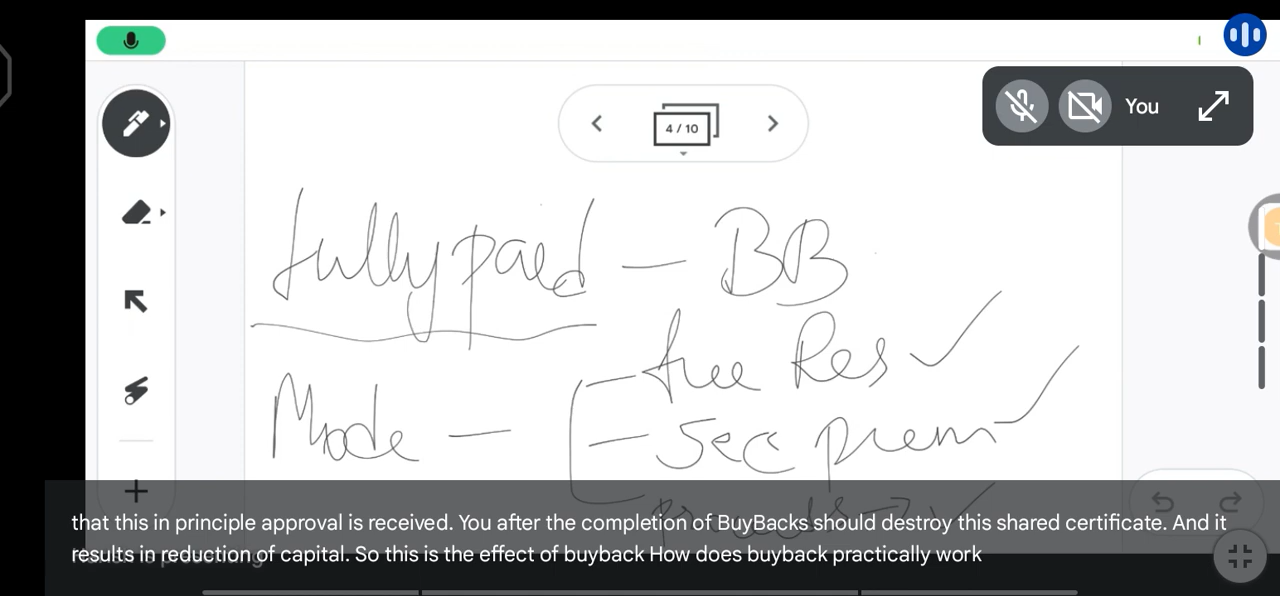 4 / 10
You
fully paid — BB
free Res ✓
Mode — Sec prem ✓
that this in principle approval is received. You after the completion of BuyBacks should destroy this shared certificate. And it
results in reduction of capital. So this is the effect of buyback How does buyback practically work